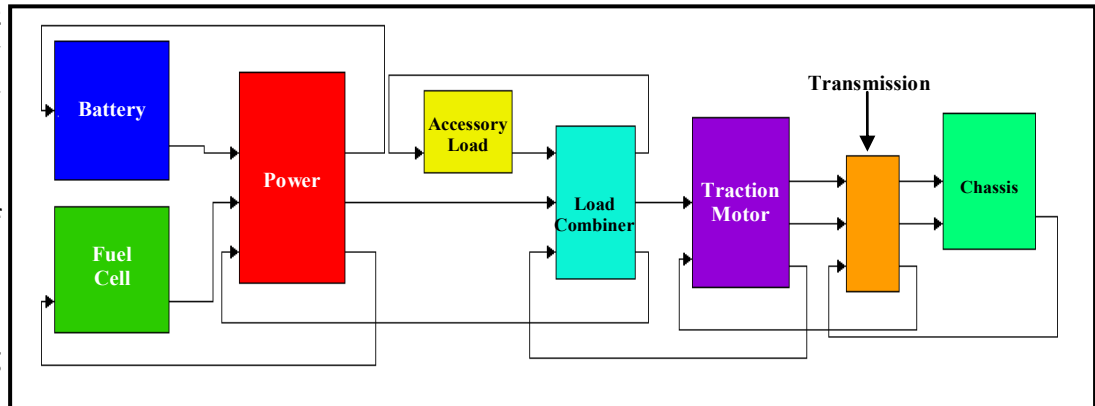 Battery
Fuel
Cell
Power
Accessory
Load
Load
Combiner
Traction
Motor
Transmission
Chassis